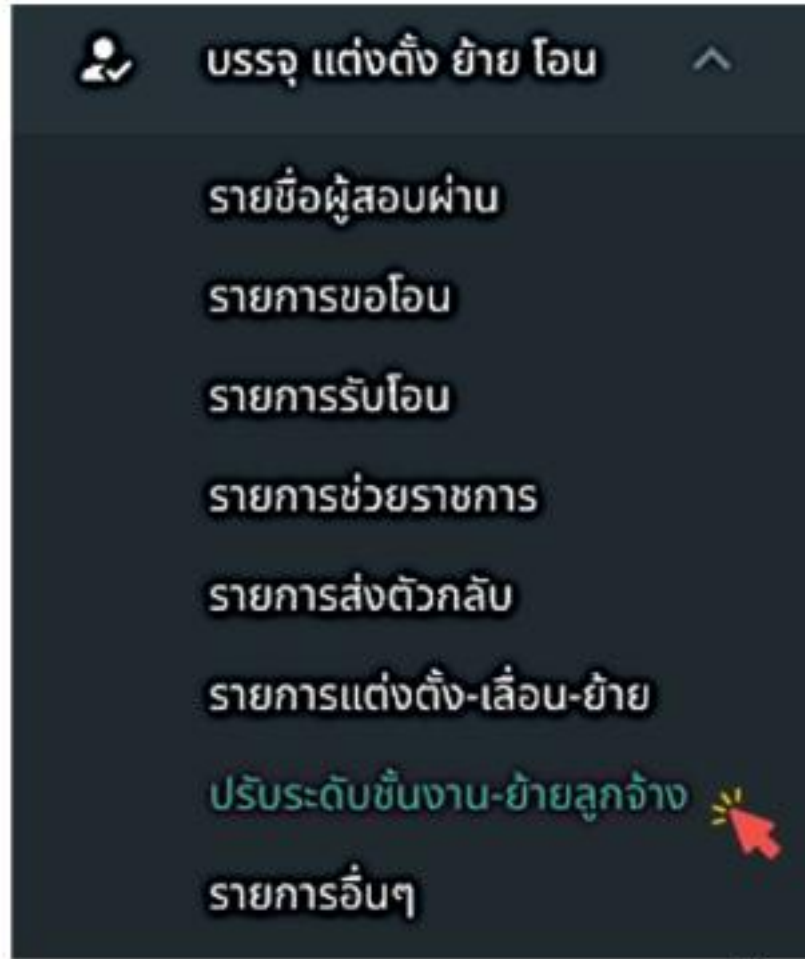 บรรจุ แต่งตั้ง ย้าย โอน
รายชื่อผู้สอบผ่าน
รายการขอโอน
รายการรับโอน
รายการช่วยราชการ
รายการส่งตัวกลับ
รายการแต่งตั้ง-เลื่อน-ย้าย
ปรับระดับชั้นงาน-ย้ายลูกจ้าง
รายการอื่นๆ